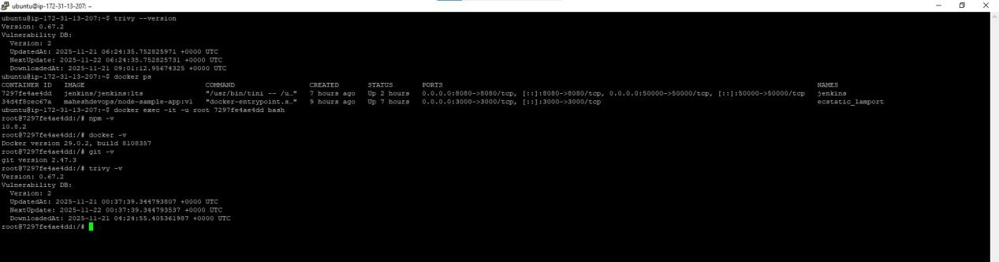 ubuntu@ip-172-31-13-207: ~
ubuntu@ip-172-31-13-207:~$ trivy --version
Version: 0.67.2
Vulnerability DB:
  Version: 2
  UpdatedAt: 2025-11-21 06:24:35.752825971 +0000 UTC
  NextUpdate: 2025-11-22 06:24:35.752825731 +0000 UTC
  DownloadedAt: 2025-11-21 09:01:12.95674325 +0000 UTC
ubuntu@ip-172-31-13-207:~$ docker ps
CONTAINER ID   IMAGE                             COMMAND                  CREATED       STATUS       PORTS                                                                                          NAMES
7297fe4ae4dd   jenkins/jenkins:lts               "/usr/bin/tini -- /u…"   7 hours ago   Up 2 hours   0.0.0.0:8080->8080/tcp, [::]:8080->8080/tcp, 0.0.0.0:50000->50000/tcp, [::]:50000->50000/tcp   jenkins
34d4f8cec67a   maheshdevops/node-sample-app:v1   "docker-entrypoint.s…"   9 hours ago   Up 7 hours   0.0.0.0:3000->3000/tcp, [::]:3000->3000/tcp                                                    ecstatic_lamport
ubuntu@ip-172-31-13-207:~$ docker exec -it -u root 7297fe4ae4dd bash
root@7297fe4ae4dd:/# npm -v
10.8.2
root@7297fe4ae4dd:/# docker -v
Docker version 29.0.2, build 8108357
root@7297fe4ae4dd:/# git -v
git version 2.47.3
root@7297fe4ae4dd:/# trivy -v
Version: 0.67.2
Vulnerability DB:
  Version: 2
  UpdatedAt: 2025-11-21 00:37:39.344793807 +0000 UTC
  NextUpdate: 2025-11-22 00:37:39.344793537 +0000 UTC
  DownloadedAt: 2025-11-21 04:24:55.405361987 +0000 UTC
root@7297fe4ae4dd:/#